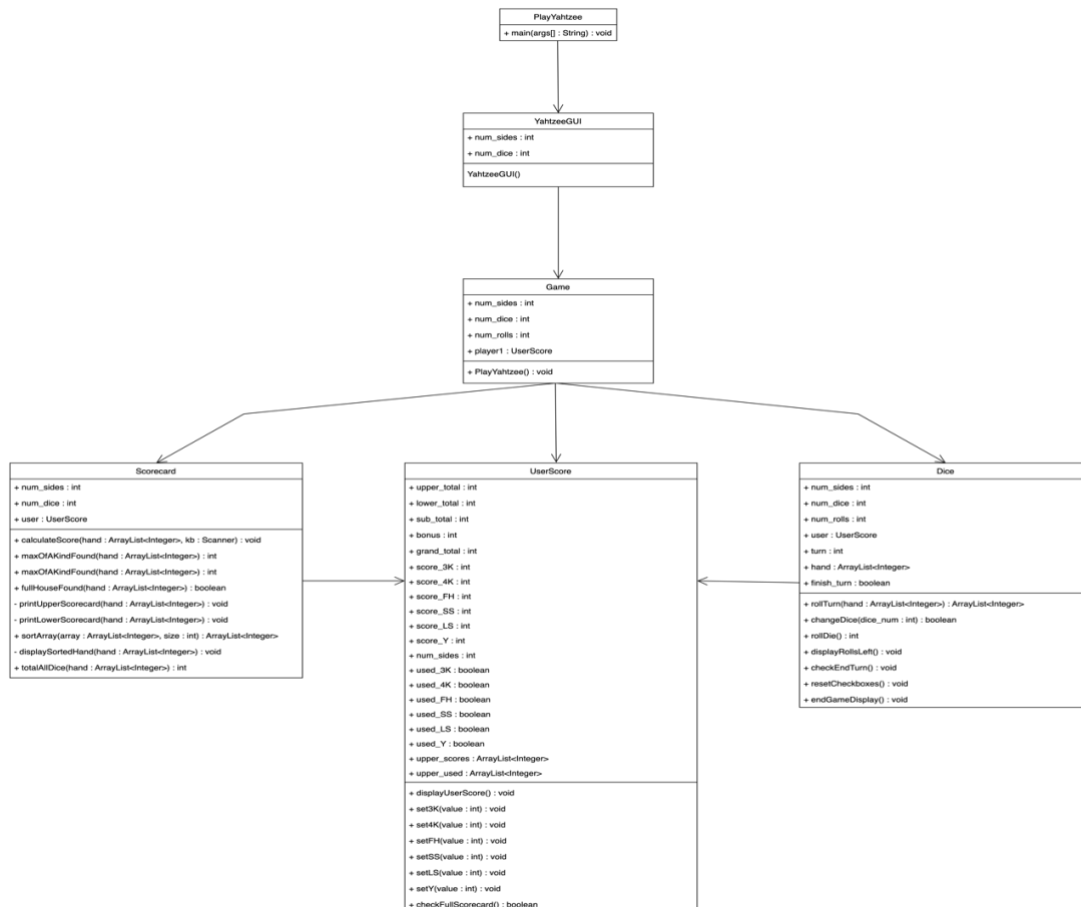 PlayYahtzee
+ main(args[] : String) : void
YahtzeeGUI
+ num_sides : int
+ num_dice : int
YahtzeeGUI()
Game
+ num_sides : int
+ num_dice : int
+ num_rolls : int
+ player1 : UserScore
+ PlayYahtzee() : void
Scorecard
+ num_sides : int
+ num_dice : int
+ user : UserScore
+ calculateScore(hand : ArrayList<Integer>, kb : Scanner) : void
+ maxOfAKindFound(hand : ArrayList<Integer>) : int
+ maxOfAKindFound(hand : ArrayList<Integer>) : int
+ fullHouseFound(hand : ArrayList<Integer>) : boolean
- printUpperScorecard(hand : ArrayList<Integer>) : void
- printLowerScorecard(hand : ArrayList<Integer>) : void
+ sortArray(array : ArrayList<Integer>, size : int) : ArrayList<Integer>
- displaySortedHand(hand : ArrayList<Integer>) : void
+ totalAllDice(hand : ArrayList<Integer>) : int
UserScore
+ upper_total : int
+ lower_total : int
+ sub_total : int
+ bonus : int
+ grand_total : int
+ score_3K : int
+ score_4K : int
+ score_FH : int
+ score_SS : int
+ score_LS : int
+ score_Y : int
+ num_sides : int
+ used_3K : boolean
+ used_4K : boolean
+ used_FH : boolean
+ used_SS : boolean
+ used_LS : boolean
+ used_Y : boolean
+ upper_scores : ArrayList<Integer>
+ upper_used : ArrayList<Integer>
+ displayUserScore() : void
+ set3K(value : int) : void
+ set4K(value : int) : void
+ setFH(value : int) : void
+ setSS(value : int) : void
+ setLS(value : int) : void
+ setY(value : int) : void
+ checkFullScorecard() : boolean
Dice
+ num_sides : int
+ num_dice : int
+ num_rolls : int
+ user : UserScore
+ turn : int
+ hand : ArrayList<Integer>
+ finish_turn : boolean
+ rollTurn(hand : ArrayList<Integer>) : ArrayList<Integer>
+ changeDice(dice_num : int) : boolean
+ rollDie() : int
+ displayRollsLeft() : void
+ checkEndTurn() : void
+ resetCheckboxes() : void
+ endGameDisplay() : void